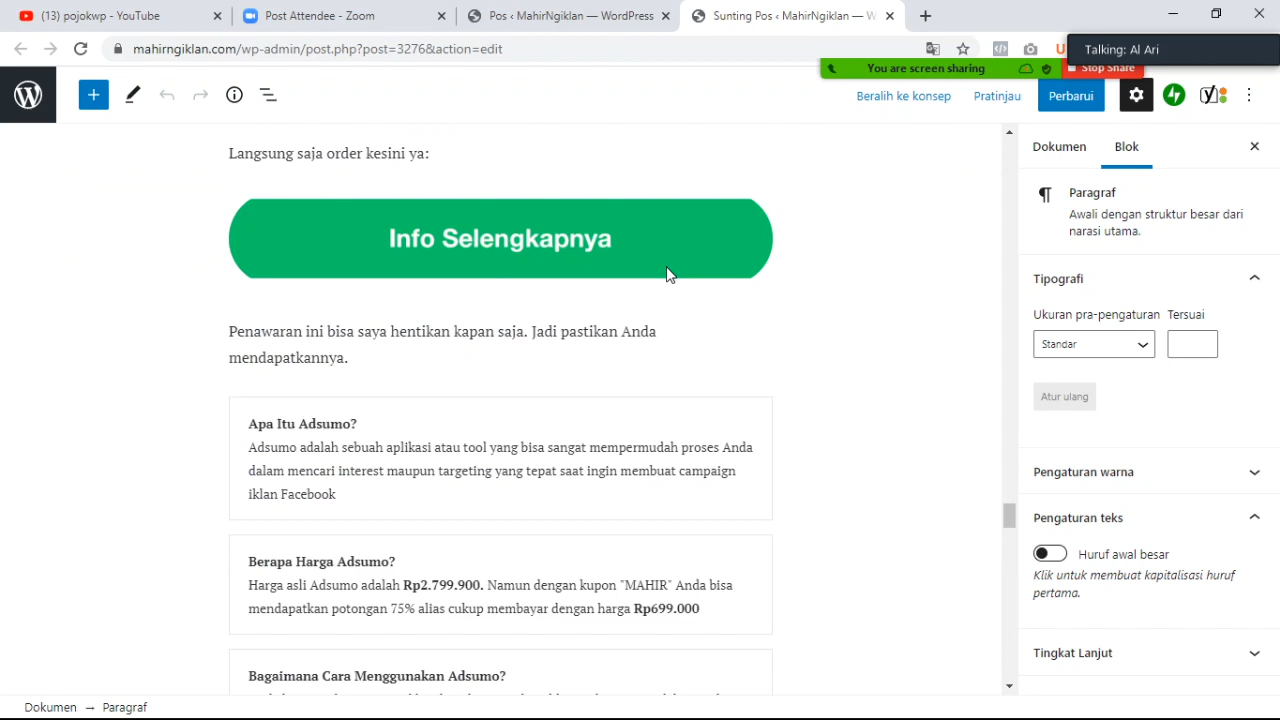 (13) pojokwp - YouTube
Post Attendee - Zoom
Pos ‹ MahirNgiklan — WordPress
Sunting Pos ‹ MahirNgiklan — W
mahirngiklan.com/wp-admin/post.php?post=3276&action=edit
Talking: Al Ari
You are screen sharing
Stop Share
Beralih ke konsep
Pratinjau
Perbarui
Langsung saja order kesini ya:
Info Selengkapnya
Penawaran ini bisa saya hentikan kapan saja. Jadi pastikan Anda
mendapatkannya.
Apa Itu Adsumo?
Adsumo adalah sebuah aplikasi atau tool yang bisa sangat mempermudah proses Anda
dalam mencari interest maupun targeting yang tepat saat ingin membuat campaign
iklan Facebook
Berapa Harga Adsumo?
Harga asli Adsumo adalah Rp2.799.900. Namun dengan kupon "MAHIR" Anda bisa
mendapatkan potongan 75% alias cukup membayar dengan harga Rp699.000
Bagaimana Cara Menggunakan Adsumo?
Dokumen
Blok
Paragraf
Awali dengan struktur besar dari
narasi utama.
Tipografi
Ukuran pra-pengaturan Tersuai
Standar
Atur ulang
Pengaturan warna
Pengaturan teks
Huruf awal besar
Klik untuk membuat kapitalisasi huruf
pertama.
Tingkat Lanjut
Dokumen → Paragraf